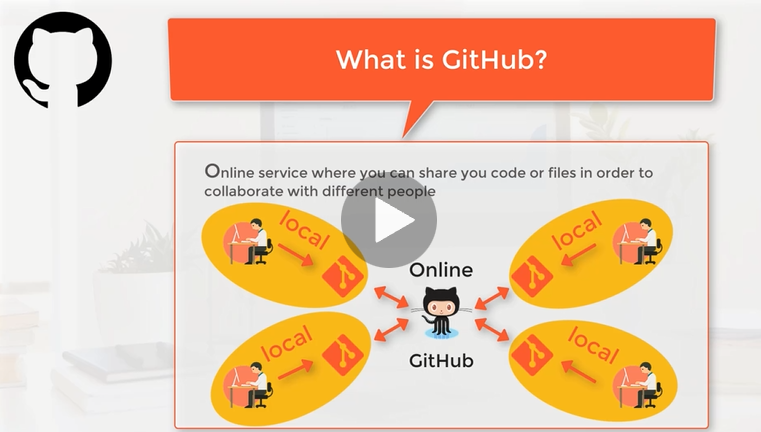 What is GitHub?
Online service where you can share you code or files in order to
collaborate with different people
local
local
Online
GitHub
local
local